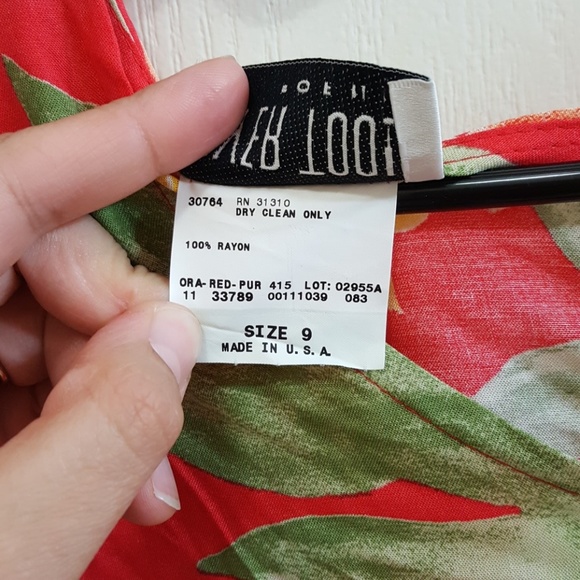 LOOT
30764 RN 31310
DRY CLEAN ONLY
100% RAYON
ORA-RED-PUR 415 LOT: 02955A
11 33789 00111039 083
SIZE 9
MADE IN U.S.A.